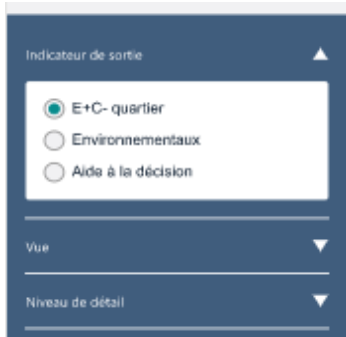 Indicateur de sortie
E+C- quartier
Environnementaux
Aide à la décision
Vue
Niveau de détail